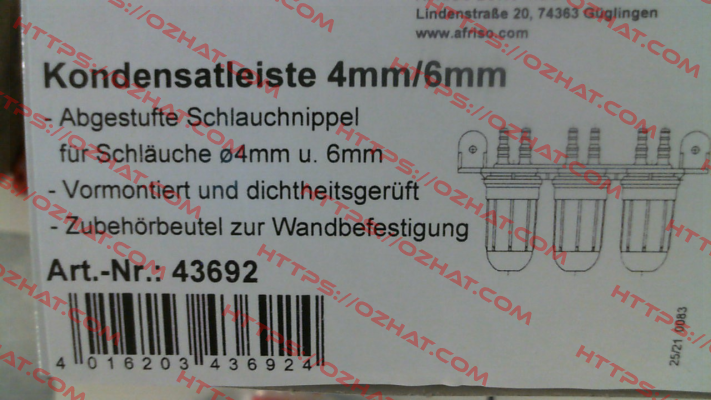 Lindenstraße 20, 74363 Güglingen
www.afriso.com
Kondensatleiste 4mm/6mm
- Abgestufte Schlauchnippel
für Schläuche ø4mm u. 6mm
- Vormontiert und dichtheitsgerüft
- Zubehörbeutel zur Wandbefestigung
Art.-Nr.: 43692
4 016203 436924
25/21 0083
HTTPS://OZHAT.COM